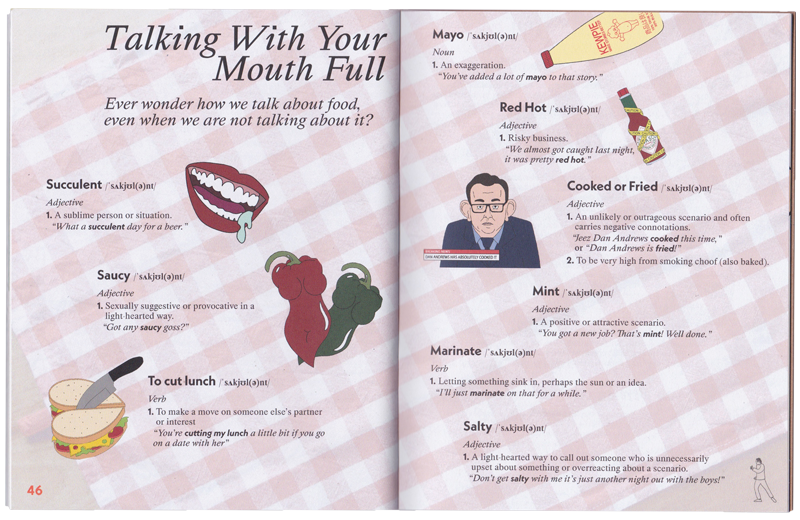 Talking With Your
Mouth Full
Ever wonder how we talk about food,
even when we are not talking about it?
Succulent /ˈsʌkjʊl(ə)nt/
Adjective
1. A sublime person or situation.
“What a succulent day for a beer.”
Saucy /ˈsʌkjʊl(ə)nt/
Adjective
1. Sexually suggestive or provocative in a
light-hearted way.
“Got any saucy goss?”
To cut lunch /ˈsʌkjʊl(ə)nt/
Verb
1. To make a move on someone else’s partner
or interest
“You’re cutting my lunch a little bit if you go
on a date with her”
46
Mayo /ˈsʌkjʊl(ə)nt/
Noun
1. An exaggeration.
“You’ve added a lot of mayo to that story.”
KEWPIE
Red Hot /ˈsʌkjʊl(ə)nt/
Adjective
1. Risky business.
“We almost got caught last night,
it was pretty red hot.”
Cooked or Fried /ˈsʌkjʊl(ə)nt/
Adjective
1. An unlikely or outrageous scenario and often
carries negative connotations.
“Jeez Dan Andrews cooked this time,”
or “Dan Andrews is fried!”
2. To be very high from smoking choof (also baked).
DAN ANDREWS HAS ABSOLUTELY COOKED IT
Mint /ˈsʌkjʊl(ə)nt/
Adjective
1. A positive or attractive scenario.
“You got a new job? That’s mint! Well done.”
Marinate /ˈsʌkjʊl(ə)nt/
Verb
1. Letting something sink in, perhaps the sun or an idea.
“I’ll just marinate on that for a while.”
Salty /ˈsʌkjʊl(ə)nt/
Adjective
1. A light-hearted way to call out someone who is unnecessarily
upset about something or overreacting about a scenario.
“Don’t get salty with me it’s just another night out with the boys!”